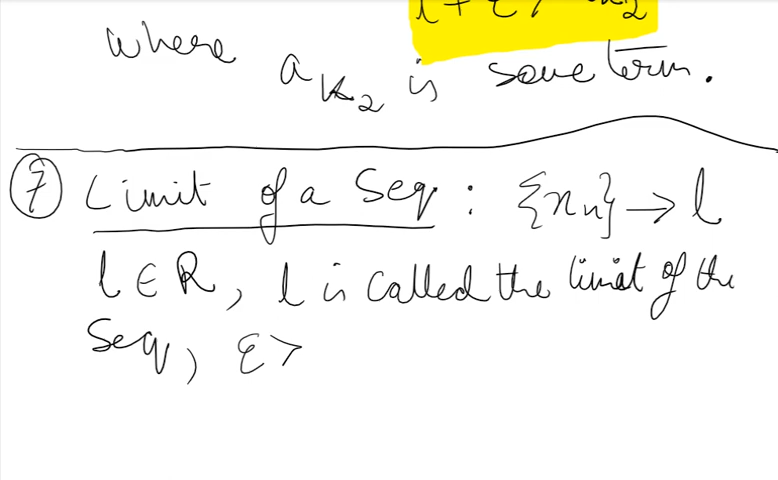 l + ε >
where
a_{k_2} is some term.
⑦ Limit of a Seq : {x_n} → l
l ∈ R, l is called the limit of the
Seq, ε >